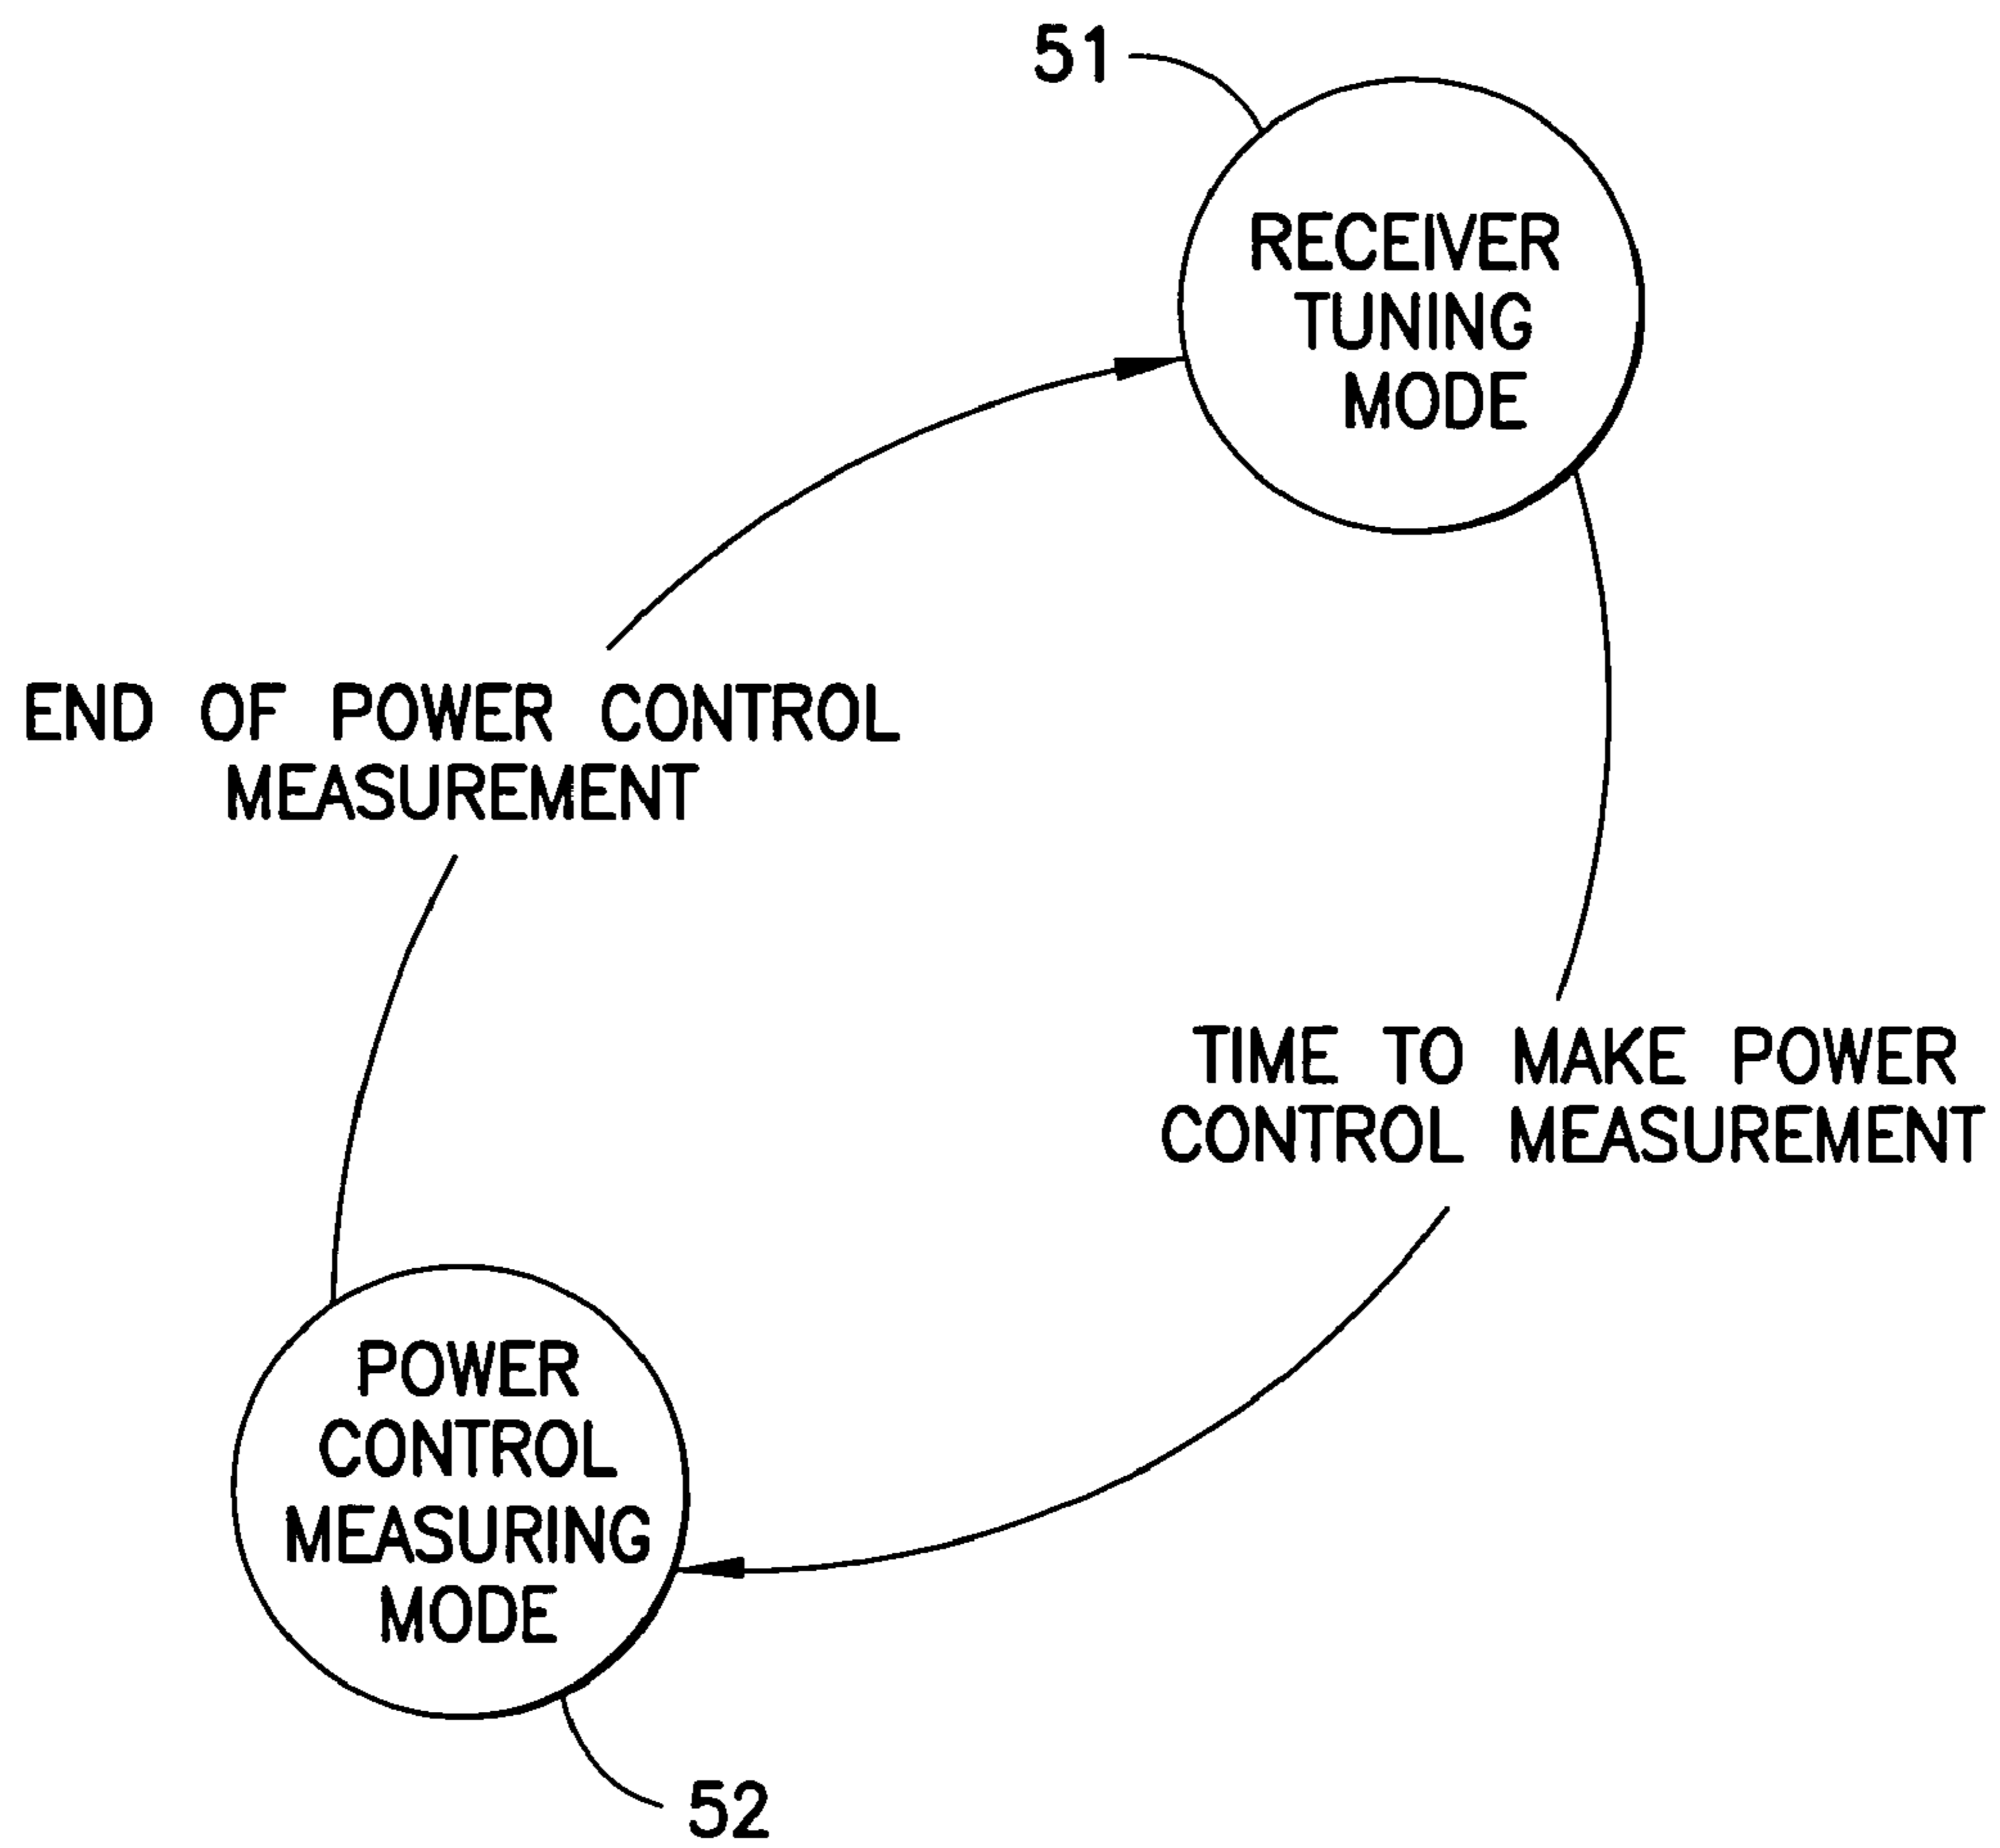 51
RECEIVER
TUNING
MODE
END OF POWER CONTROL
MEASUREMENT
TIME TO MAKE POWER
CONTROL MEASUREMENT
POWER
CONTROL
MEASURING
MODE
52